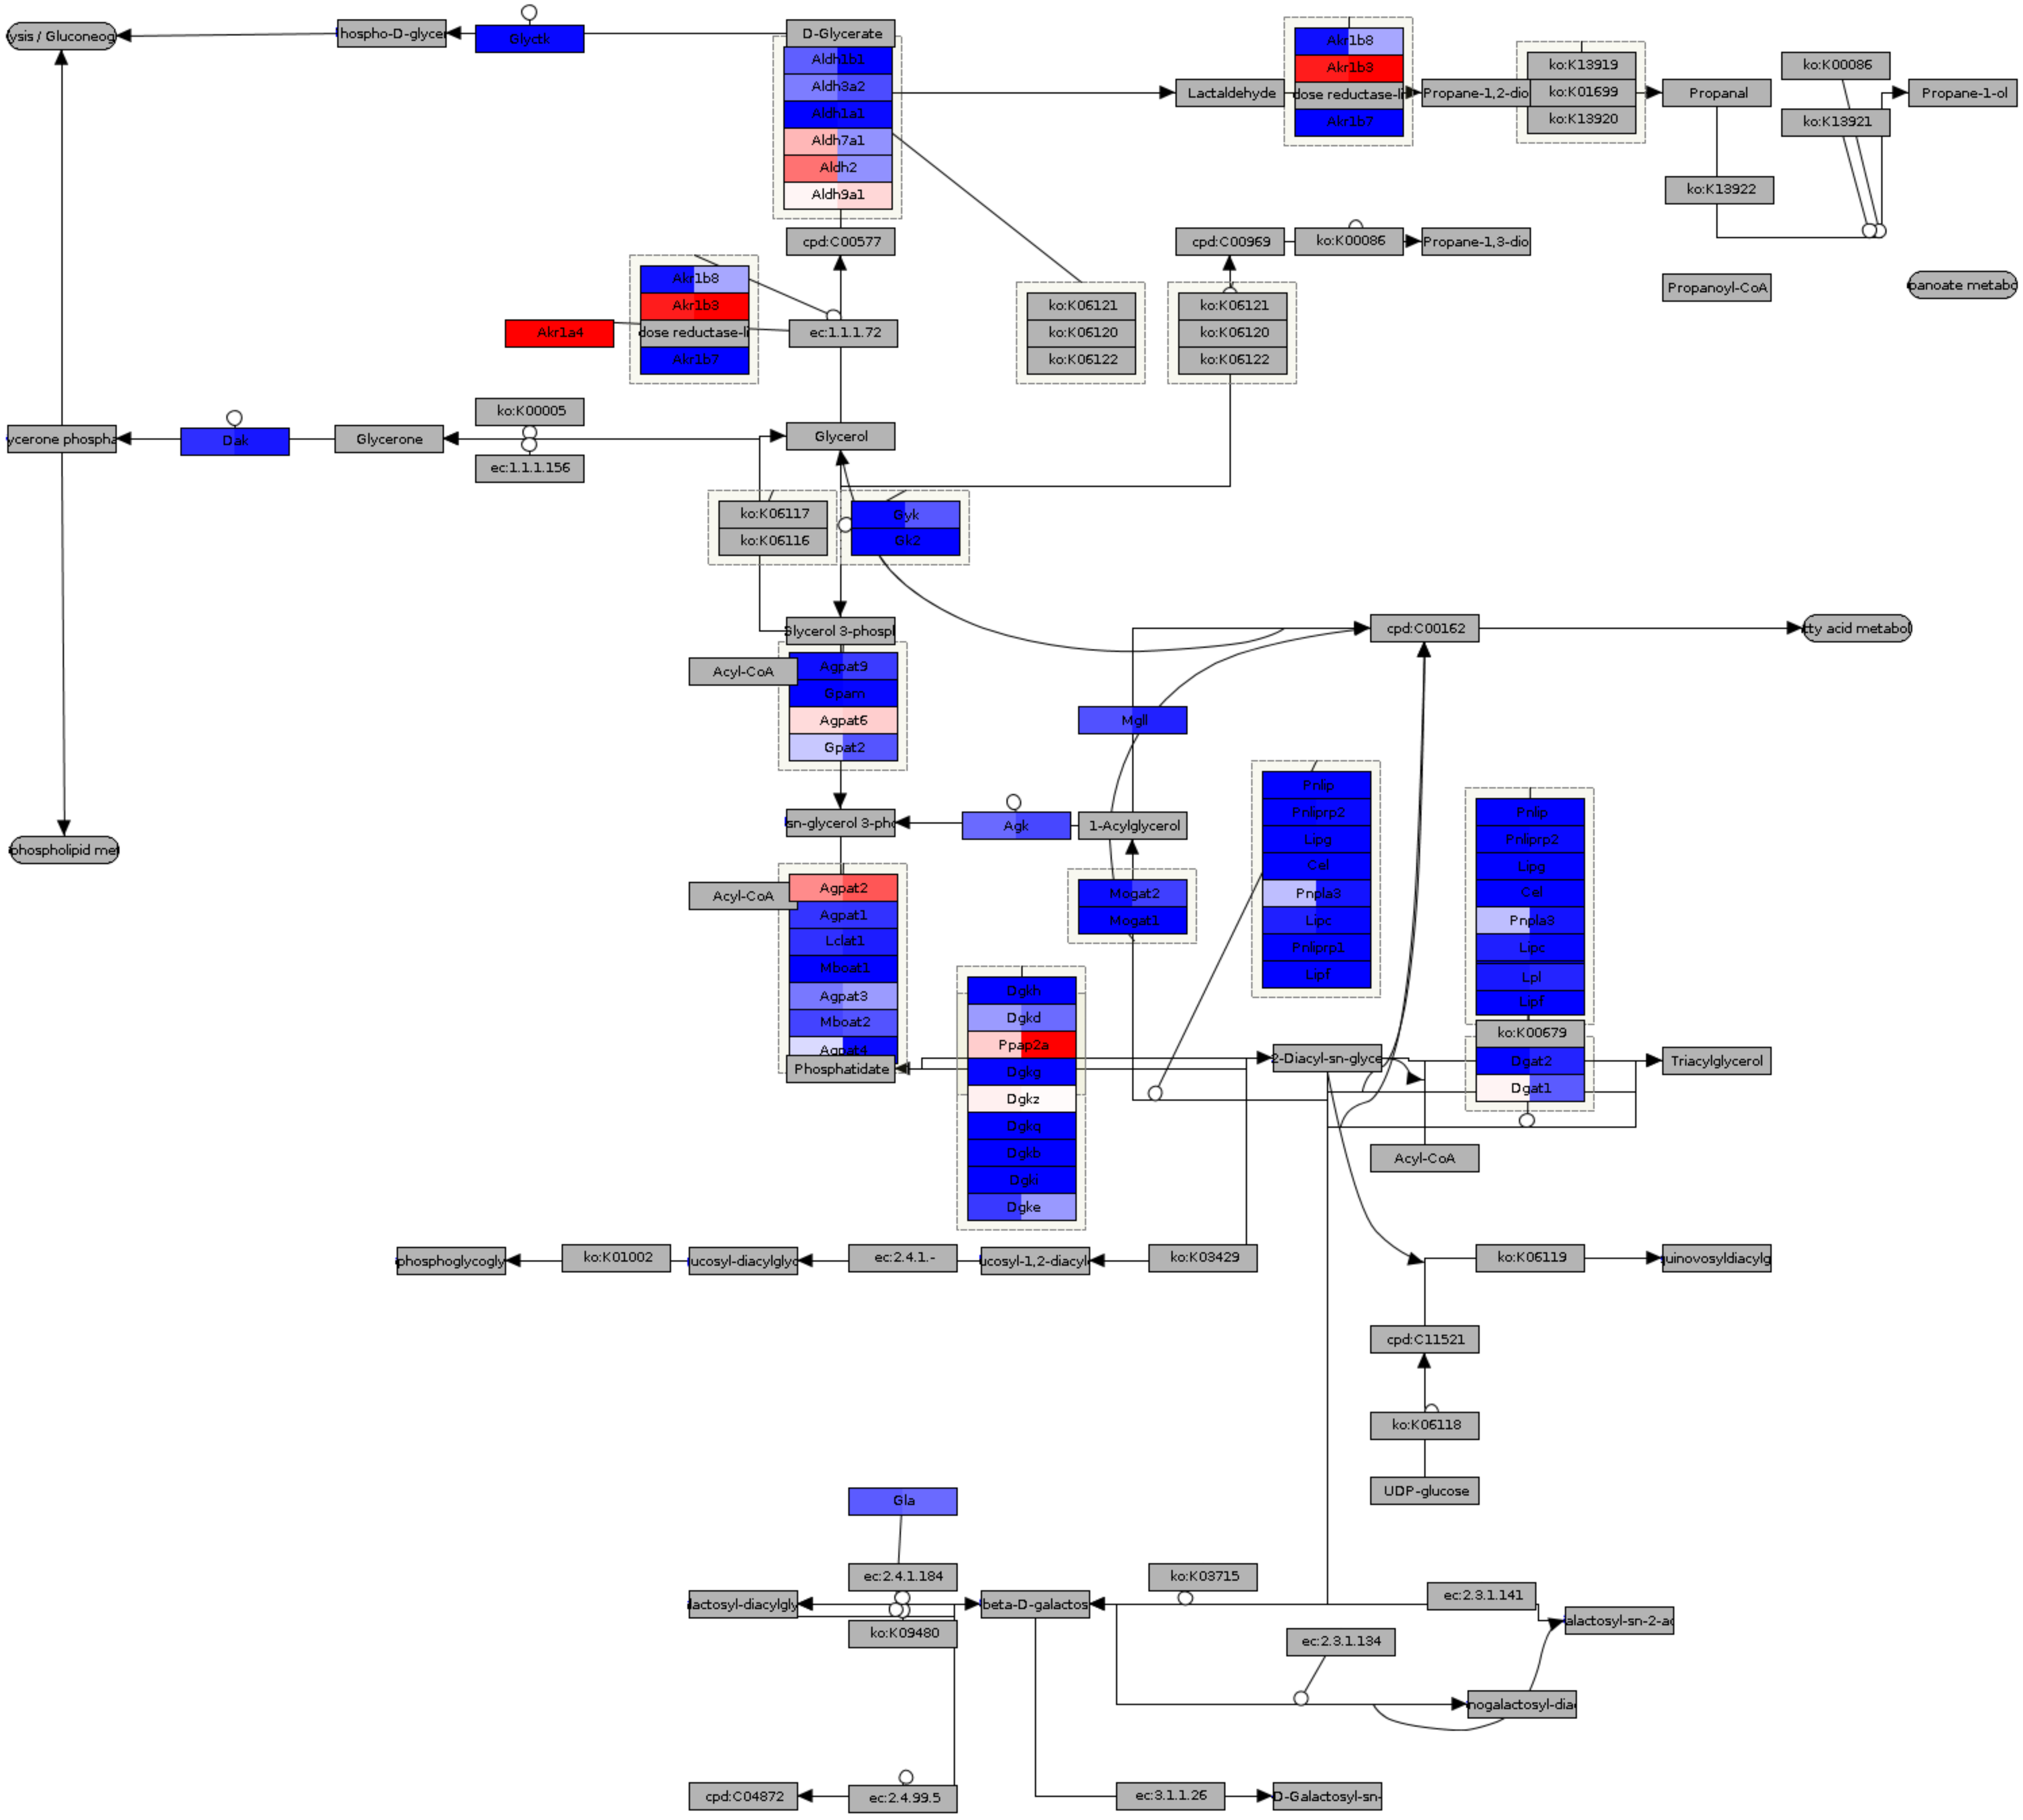 ysis / Gluconeog
hospho-D-glycer
Glyctk
D-Glycerate
Aldh1b1
Aldh3a2
Aldh1a1
Aldh7a1
Aldh2
Aldh9a1
cpd:C00577
Lactaldehyde
Akr1b8
Akr1b3
dose reductase-li
Akr1b7
Propane-1,2-dio
ko:K13919
ko:K01699
ko:K13920
Propanal
ko:K00086
ko:K13921
Propane-1-ol
ko:K13922
cpd:C00969
ko:K00086
Propane-1,3-dio
Propanoyl-CoA
panoate metabo
Akr1b8
Akr1b3
dose reductase-li
Akr1b7
Akr1a4
ec:1.1.1.72
ko:K06121
ko:K06120
ko:K06122
ko:K06121
ko:K06120
ko:K06122
ycerone phospha
Dak
Glycerone
ko:K00005
ec:1.1.1.156
Glycerol
ko:K06117
ko:K06116
Gyk
Gk2
Glycerol 3-phosph
Acyl-CoA
Agpat9
Gpam
Agpat6
Gpat2
cpd:C00162
tty acid metabol
Mgll
sn-glycerol 3-pho
Agk
1-Acylglycerol
phospholipid met
Acyl-CoA
Agpat2
Agpat1
Lclat1
Mboat1
Agpat3
Mboat2
Agpat4
Phosphatidate
Mogat2
Mogat1
Pnlip
Pnliprp2
Lipg
Cel
Pnpla3
Lipc
Pnliprp1
Lipf
Pnlip
Pnliprp2
Lipg
Cel
Pnpla3
Lipc
Lpl
Lipf
ko:K00679
Dgat2
Dgat1
Dgkh
Dgkd
Ppap2a
Dgkg
Dgkz
Dgkq
Dgkb
Dgki
Dgke
2-Diacyl-sn-glyce
Triacylglycerol
Acyl-CoA
phosphoglycogly
ko:K01002
ucosyl-diacylglyc
ec:2.4.1.-
ucosyl-1,2-diacyle
ko:K03429
ko:K06119
uinovosyldiacylg
cpd:C11521
ko:K06118
UDP-glucose
Gla
ec:2.4.1.184
lactosyl-diacylgly
ko:K09480
beta-D-galactos
ko:K03715
ec:2.3.1.141
alactosyl-sn-2-ac
ec:2.3.1.134
nogalactosyl-diac
cpd:C04872
ec:2.4.99.5
ec:3.1.1.26
D-Galactosyl-sn-